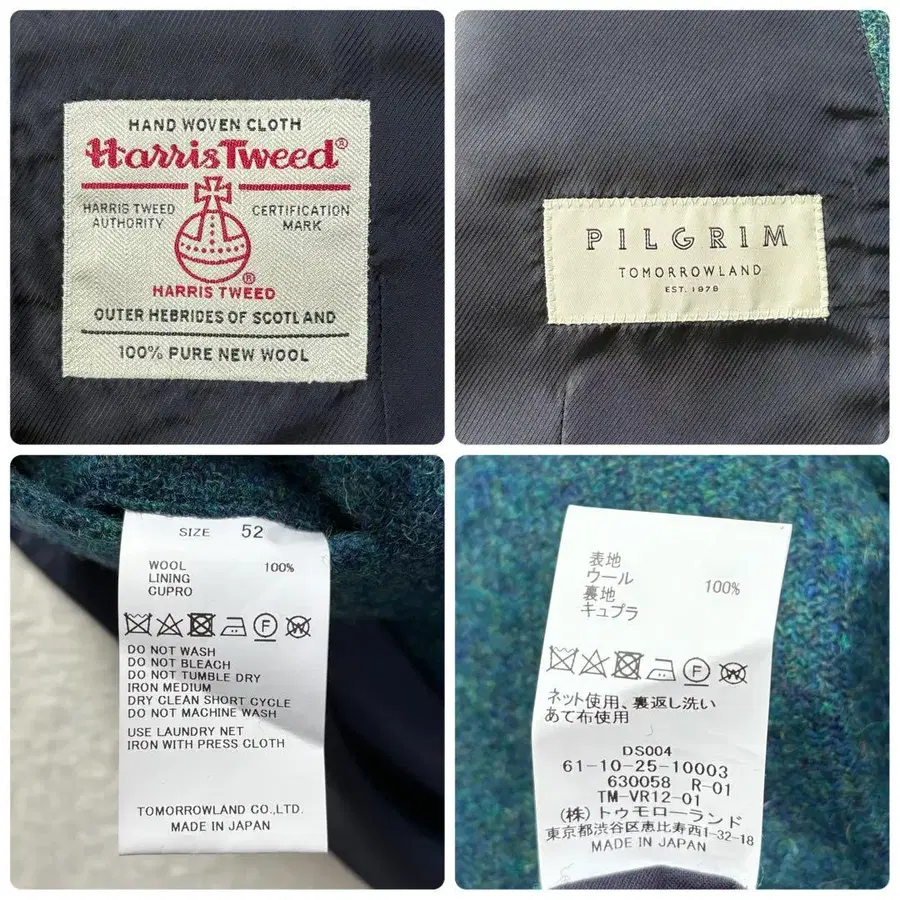 HAND WOVEN CLOTH
Harris Tweed®
HARRIS TWEED AUTHORITY
CERTIFICATION MARK
®
HARRIS TWEED
OUTER HEBRIDES OF SCOTLAND
100% PURE NEW WOOL
PILGRIM
TOMORROWLAND
EST. 1978
SIZE 52
WOOL 100%
LINING
CUPRO
F W
DO NOT WASH
DO NOT BLEACH
DO NOT TUMBLE DRY
IRON MEDIUM
DRY CLEAN SHORT CYCLE
DO NOT MACHINE WASH
USE LAUNDRY NET
IRON WITH PRESS CLOTH
TOMORROWLAND CO.,LTD.
MADE IN JAPAN
表地
ウール 100%
裏地
キュプラ
F W
ネット使用、裏返し洗い
あて布使用
DS004
61-10-25-10003
630058 R-01
TM-VR12-01
(株)トゥモローランド
東京都渋谷区恵比寿西1-32-18
MADE IN JAPAN